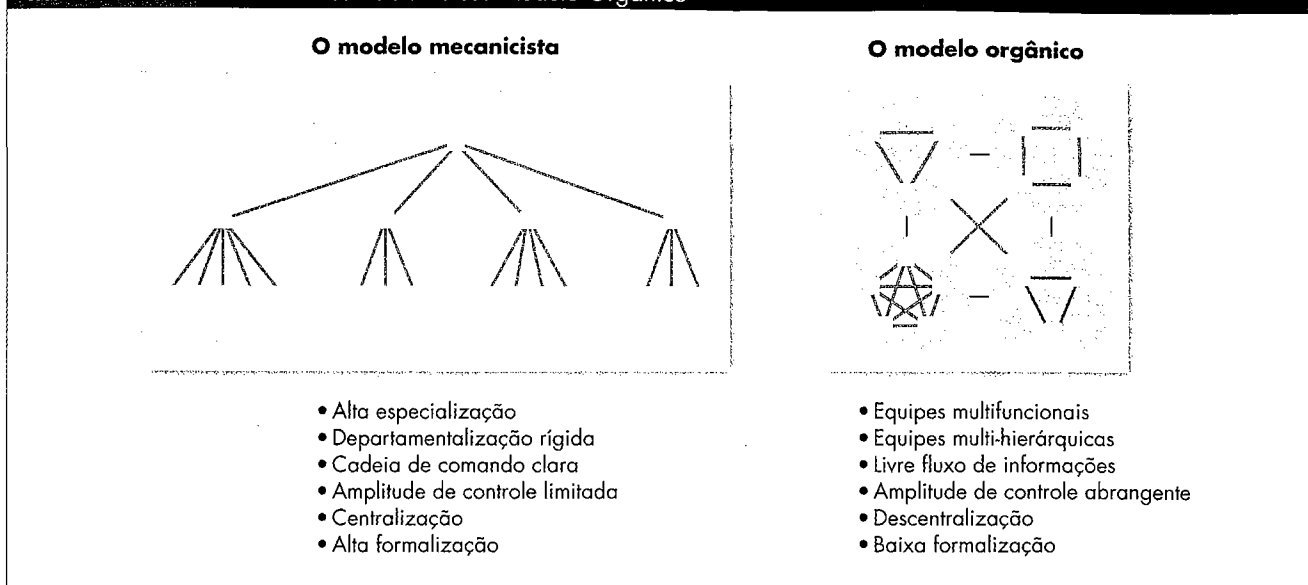 Orgânico
O modelo mecanicista
O modelo orgânico
• Alta especialização
• Departamentalização rígida
• Cadeia de comando clara
• Amplitude de controle limitada
• Centralização
• Alta formalização
• Equipes multifuncionais
• Equipes multi-hierárquicas
• Livre fluxo de informações
• Amplitude de controle abrangente
• Descentralização
• Baixa formalização